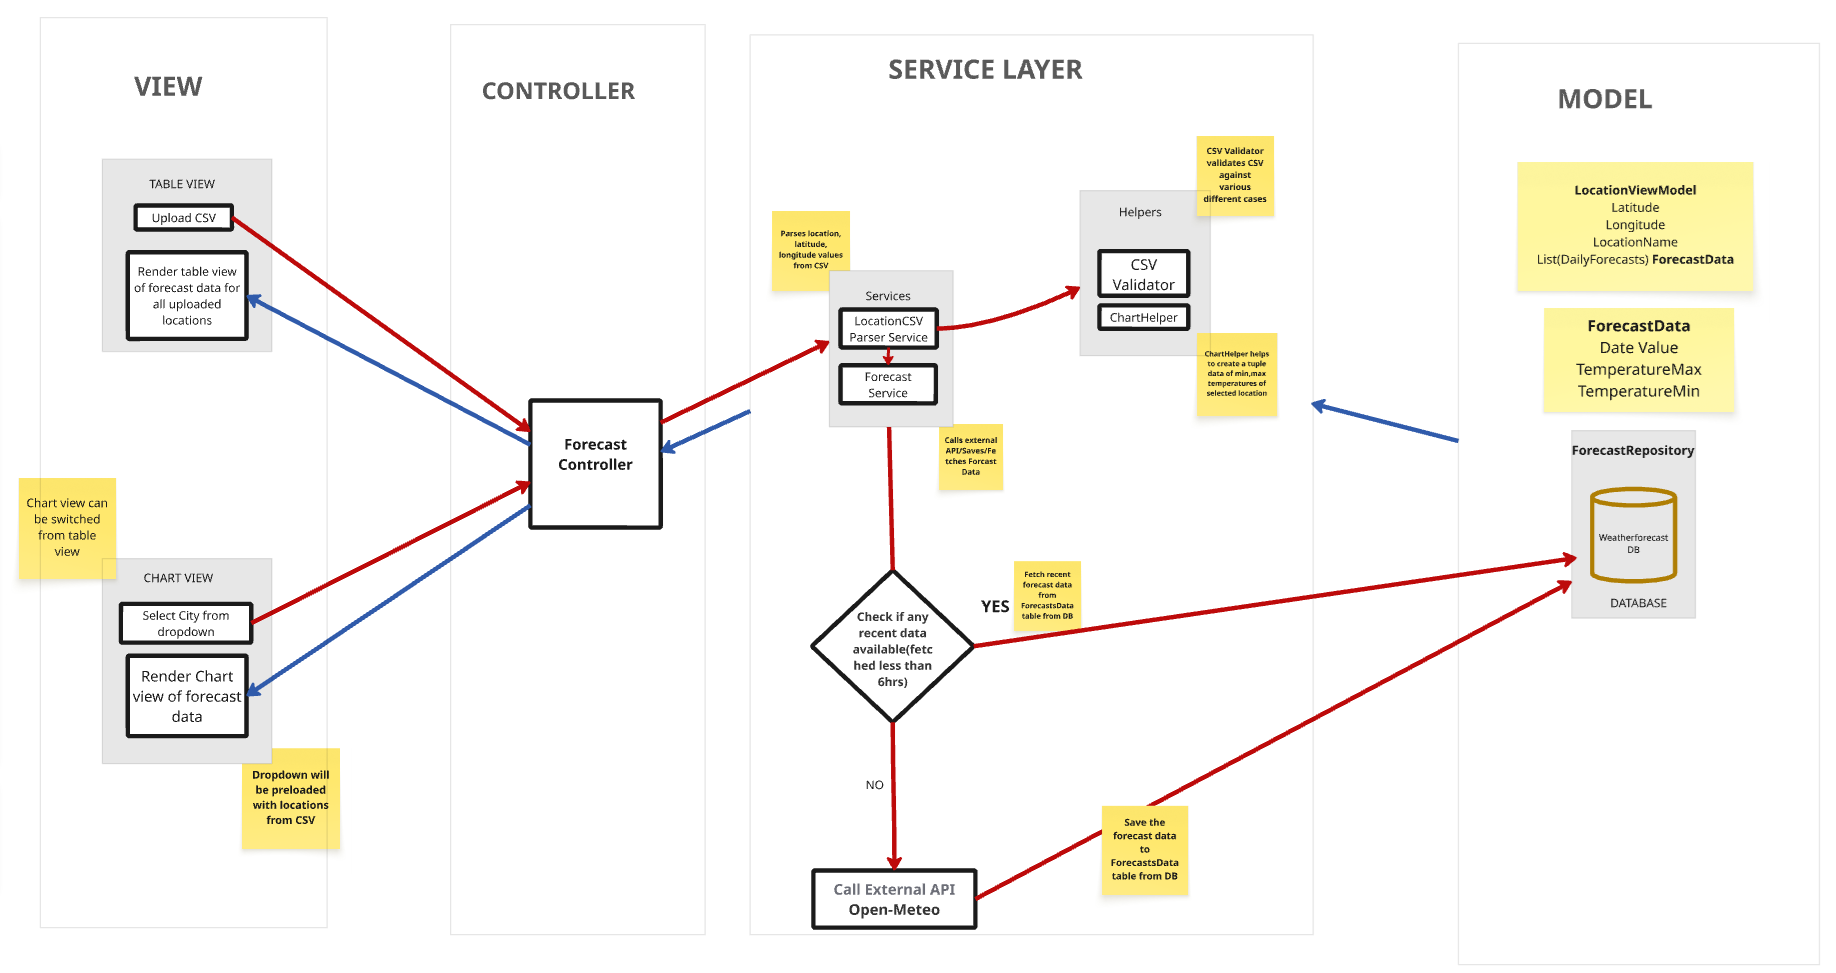 VIEW
TABLE VIEW
Upload CSV
Render table view
of forecast data for
all uploaded
locations
Chart view can
be switched
from table
view
CHART VIEW
Select City from
dropdown
Render Chart
view of forecast
data
Dropdown will
be preloaded
with locations
from CSV
CONTROLLER
Forecast
Controller
SERVICE LAYER
Parses location,
latitude,
longitude values
from CSV
Services
LocationCSV
Parser Service
Forecast
Service
Calls external
API/Saves/Fe
tches Forcast
Data
CSV Validator
validates CSV
against
various
different cases
Helpers
CSV
Validator
ChartHelper
ChartHelper helps
to create a tuple
data of min,max
temperatures of
selected location
Check if any
recent data
available(fetc
hed less than
6hrs)
YES
Fetch recent
forecast data
from
ForecastsData
table from DB
NO
Call External API
Open-Meteo
Save the
forecast data
to
ForecastsData
table from DB
MODEL
LocationViewModel
Latitude
Longitude
LocationName
List(DailyForecasts) ForecastData
ForecastData
Date Value
TemperatureMax
TemperatureMin
ForecastRepository
Weatherforecast
DB
DATABASE